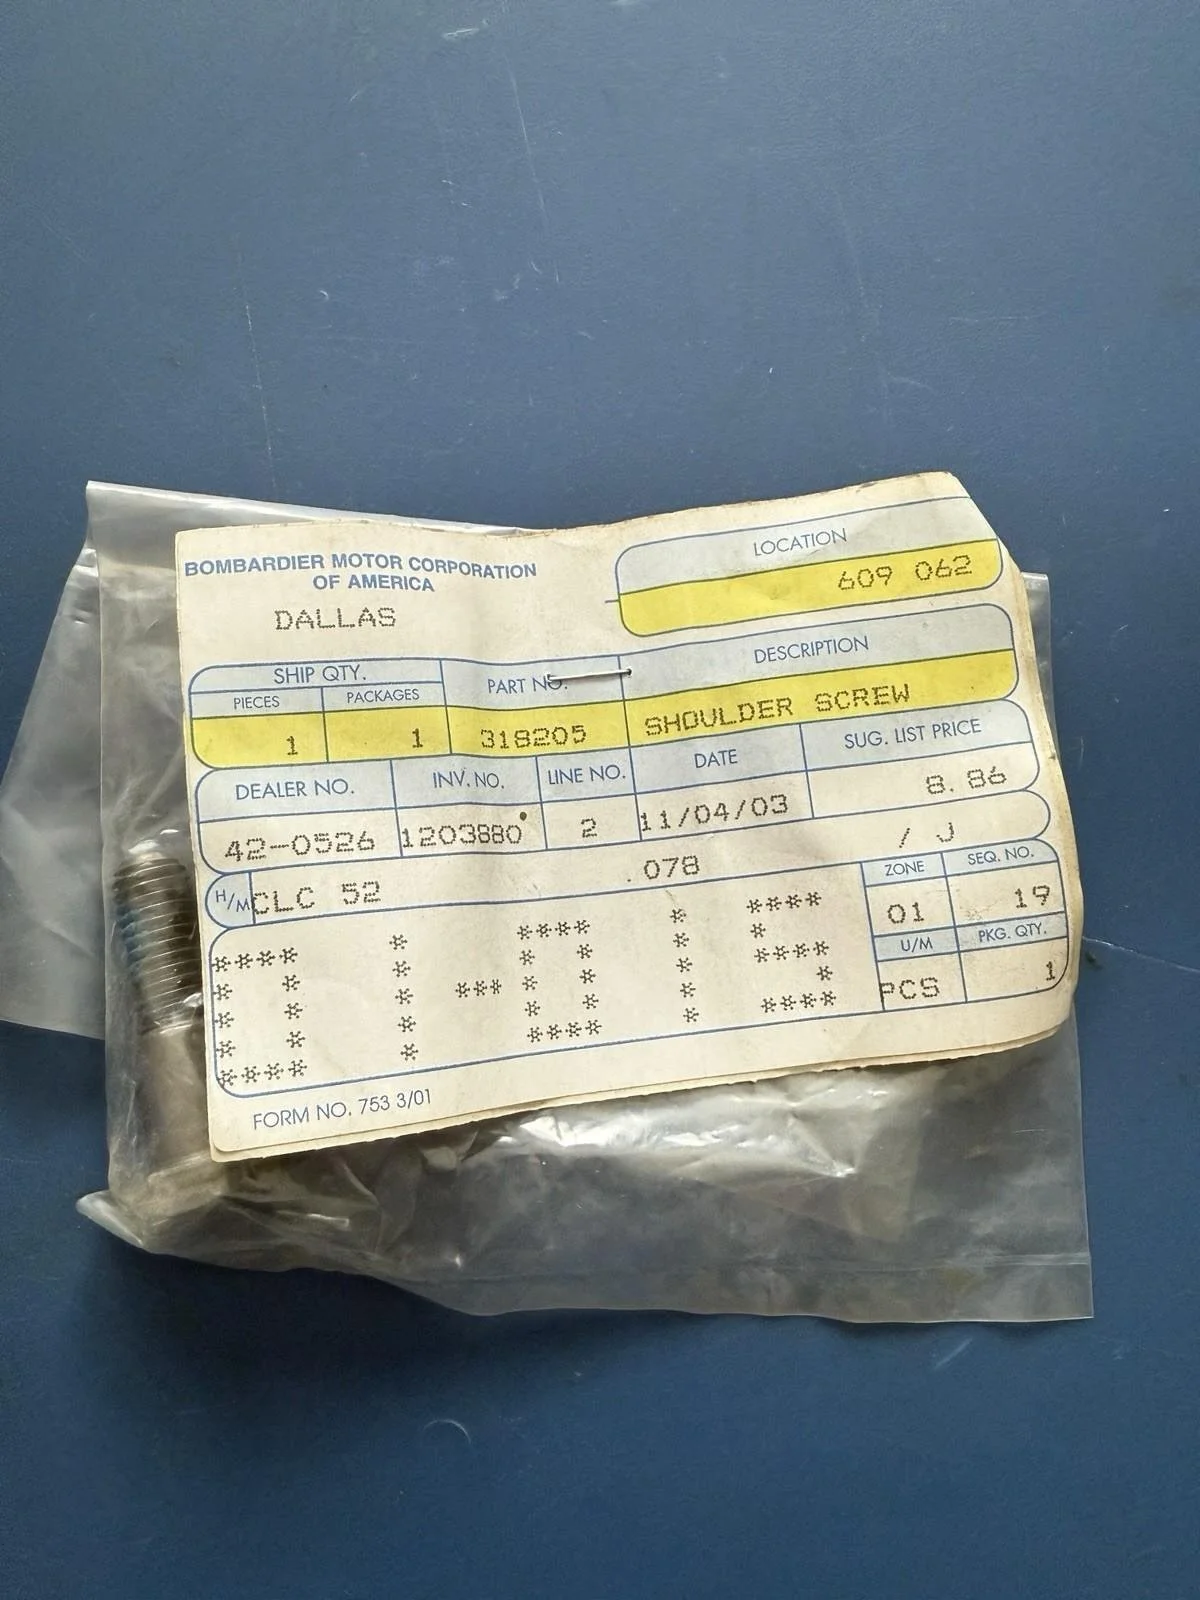 BOMBARDIER MOTOR CORPORATION
OF AMERICA
DALLAS
LOCATION
609 062
SHIP QTY.
PIECES PACKAGES PART NO. DESCRIPTION
1 1 318205 SHOULDER SCREW
DEALER NO. INV. NO. LINE NO. DATE SUG. LIST PRICE
42-0526 1203880 2 11/04/03 8.86
H/M CLC 52 .078 / J
ZONE SEQ. NO.
01 19
U/M PKG. QTY.
PCS 1
**** * **** * ****
* * * * * * *
* * * *** * * * ****
* * * * * * *
**** * **** * ****
FORM NO. 753 3/01